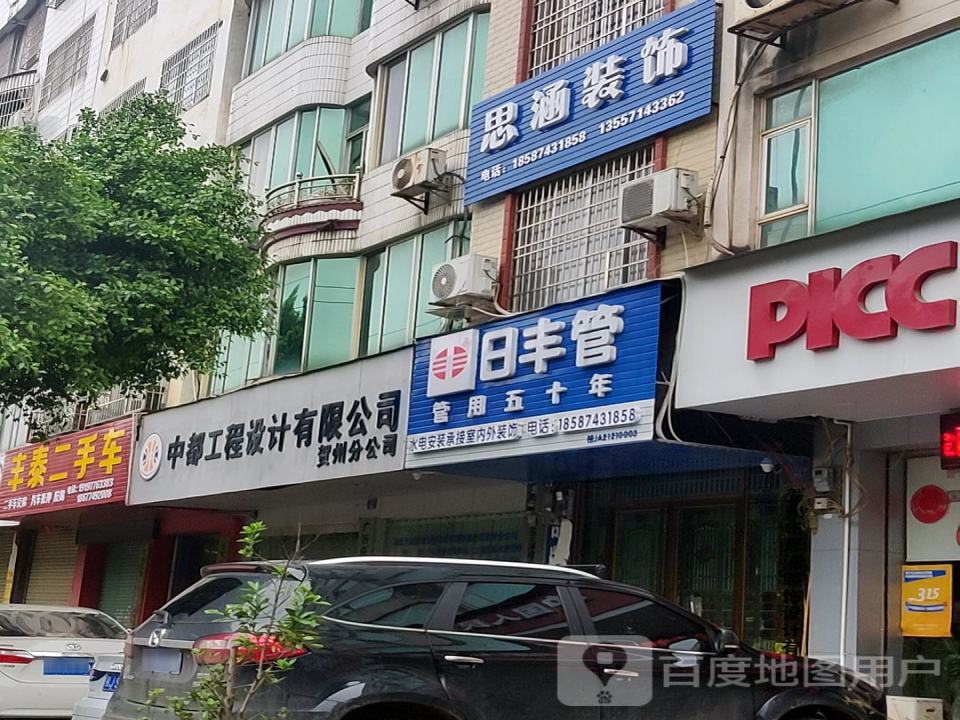 思涵装饰
电话：18587431858 13557143362
PICC
日丰管
管用五十年
水电安装承接室内外装饰 电话：18587431858
中都工程设计有限公司
贺州分公司
丰泰二手车
315
百度地图用户